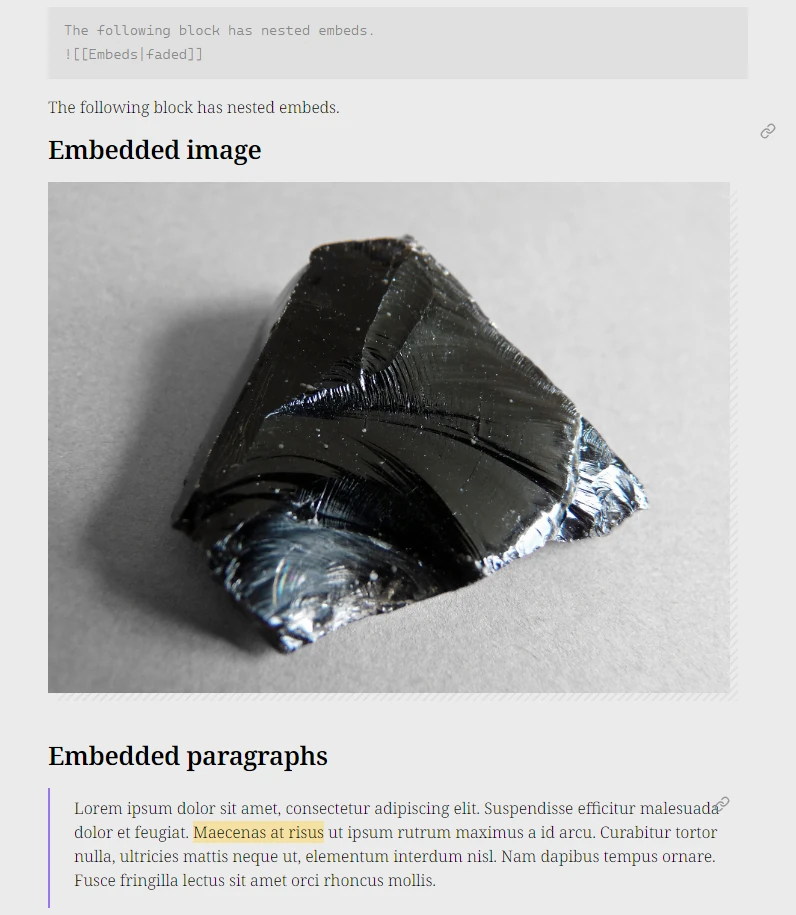 The following block has nested embeds.
![[Embeds|faded]]
The following block has nested embeds.
Embedded image
Embedded paragraphs
Lorem ipsum dolor sit amet, consectetur adipiscing elit. Suspendisse efficitur malesuada
dolor et feugiat. Maecenas at risus ut ipsum rutrum maximus a id arcu. Curabitur tortor
nulla, ultricies mattis neque ut, elementum interdum nisl. Nam dapibus tempus ornare.
Fusce fringilla lectus sit amet orci rhoncus mollis.